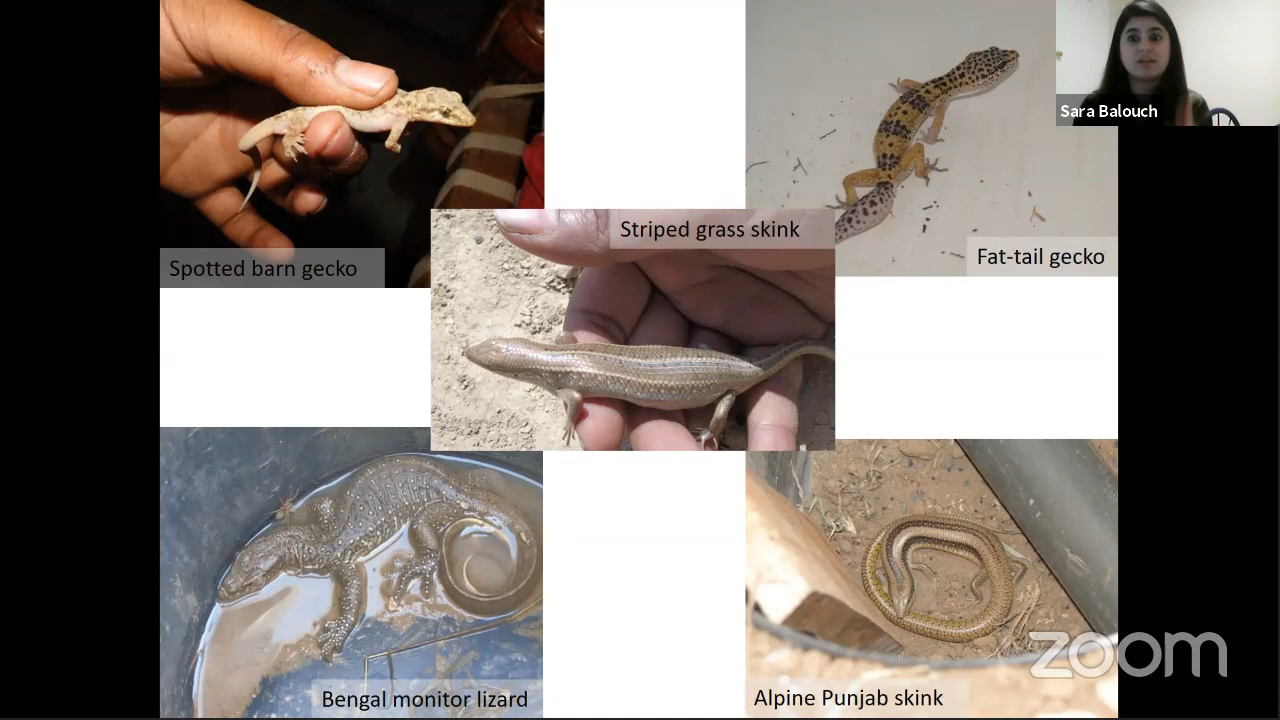 Sara Balouch
Striped grass skink
Spotted barn gecko
Fat-tail gecko
Bengal monitor lizard
Alpine Punjab skink
zoom